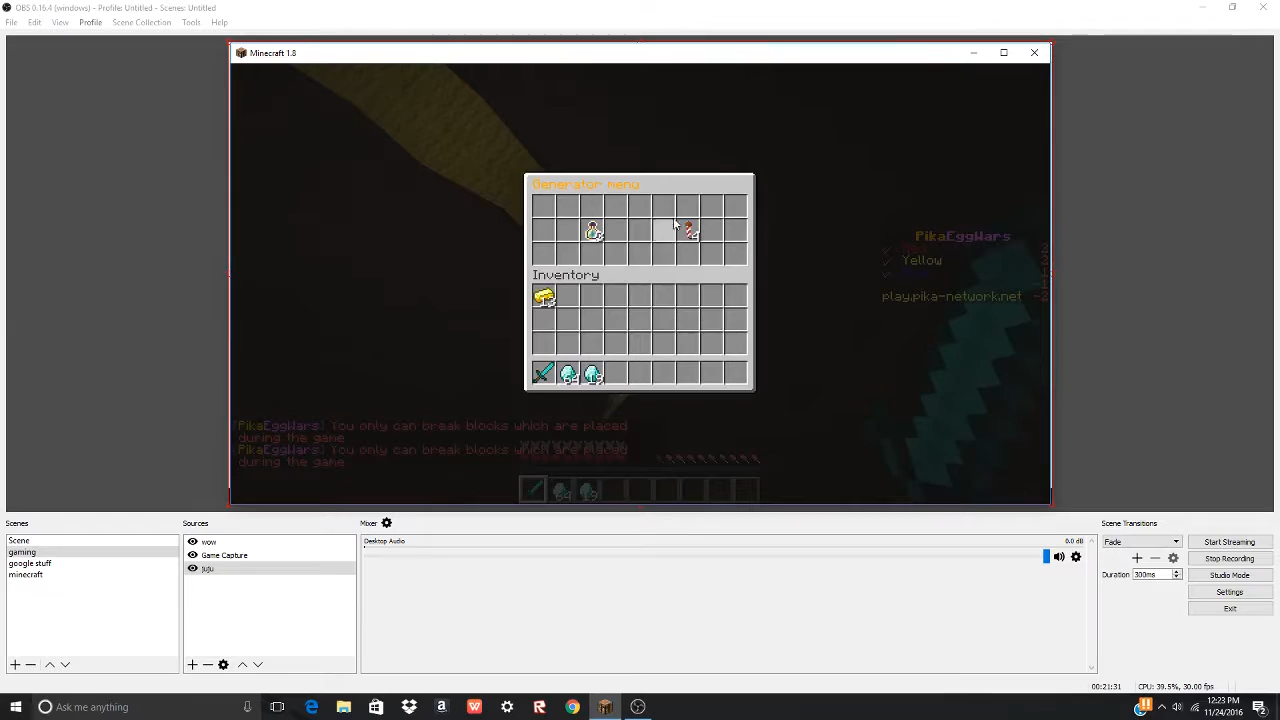 OBS 0.16.4 (windows) - Profile: Untitled - Scenes: Untitled
File Edit View Profile Scene Collection Tools Help
Minecraft 1.8
Generator menu
PikaEggWars
Yellow
Inventory
play.pika-network.net
64 19
[PikaEggWars] You only can break blocks which are placed
during the game
[PikaEggWars] You only can break blocks which are placed
during the game
64 19
Scenes
Scene
gaming
google stuff
minecraft
Sources
wow
Game Capture
juju
Mixer
Desktop Audio 0.0 dB
Scene Transitions
Fade
Duration 300ms
Start Streaming
Stop Recording
Studio Mode
Settings
Exit
00:21:31 CPU: 39.5%, 30.00 fps
Ask me anything
12:23 PM
11/24/2016